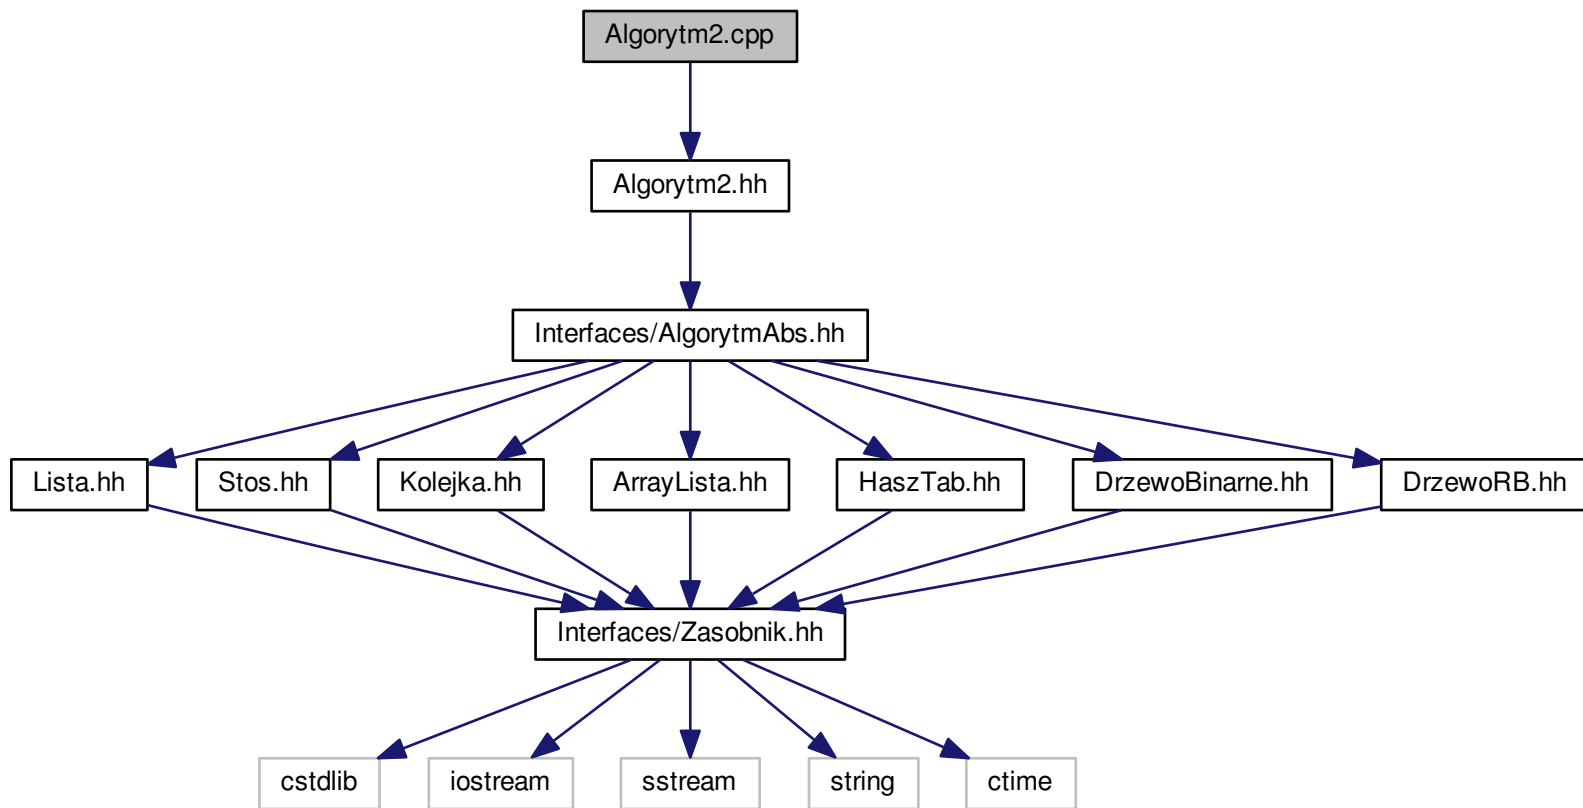 Algorytm2.cpp
Algorytm2.hh
Interfaces/AlgorytmAbs.hh
Lista.hh
Stos.hh
Kolejka.hh
ArrayLista.hh
HaszTab.hh
DrzewoBinarne.hh
DrzewoRB.hh
Interfaces/Zasobnik.hh
cstdlib
iostream
sstream
string
ctime